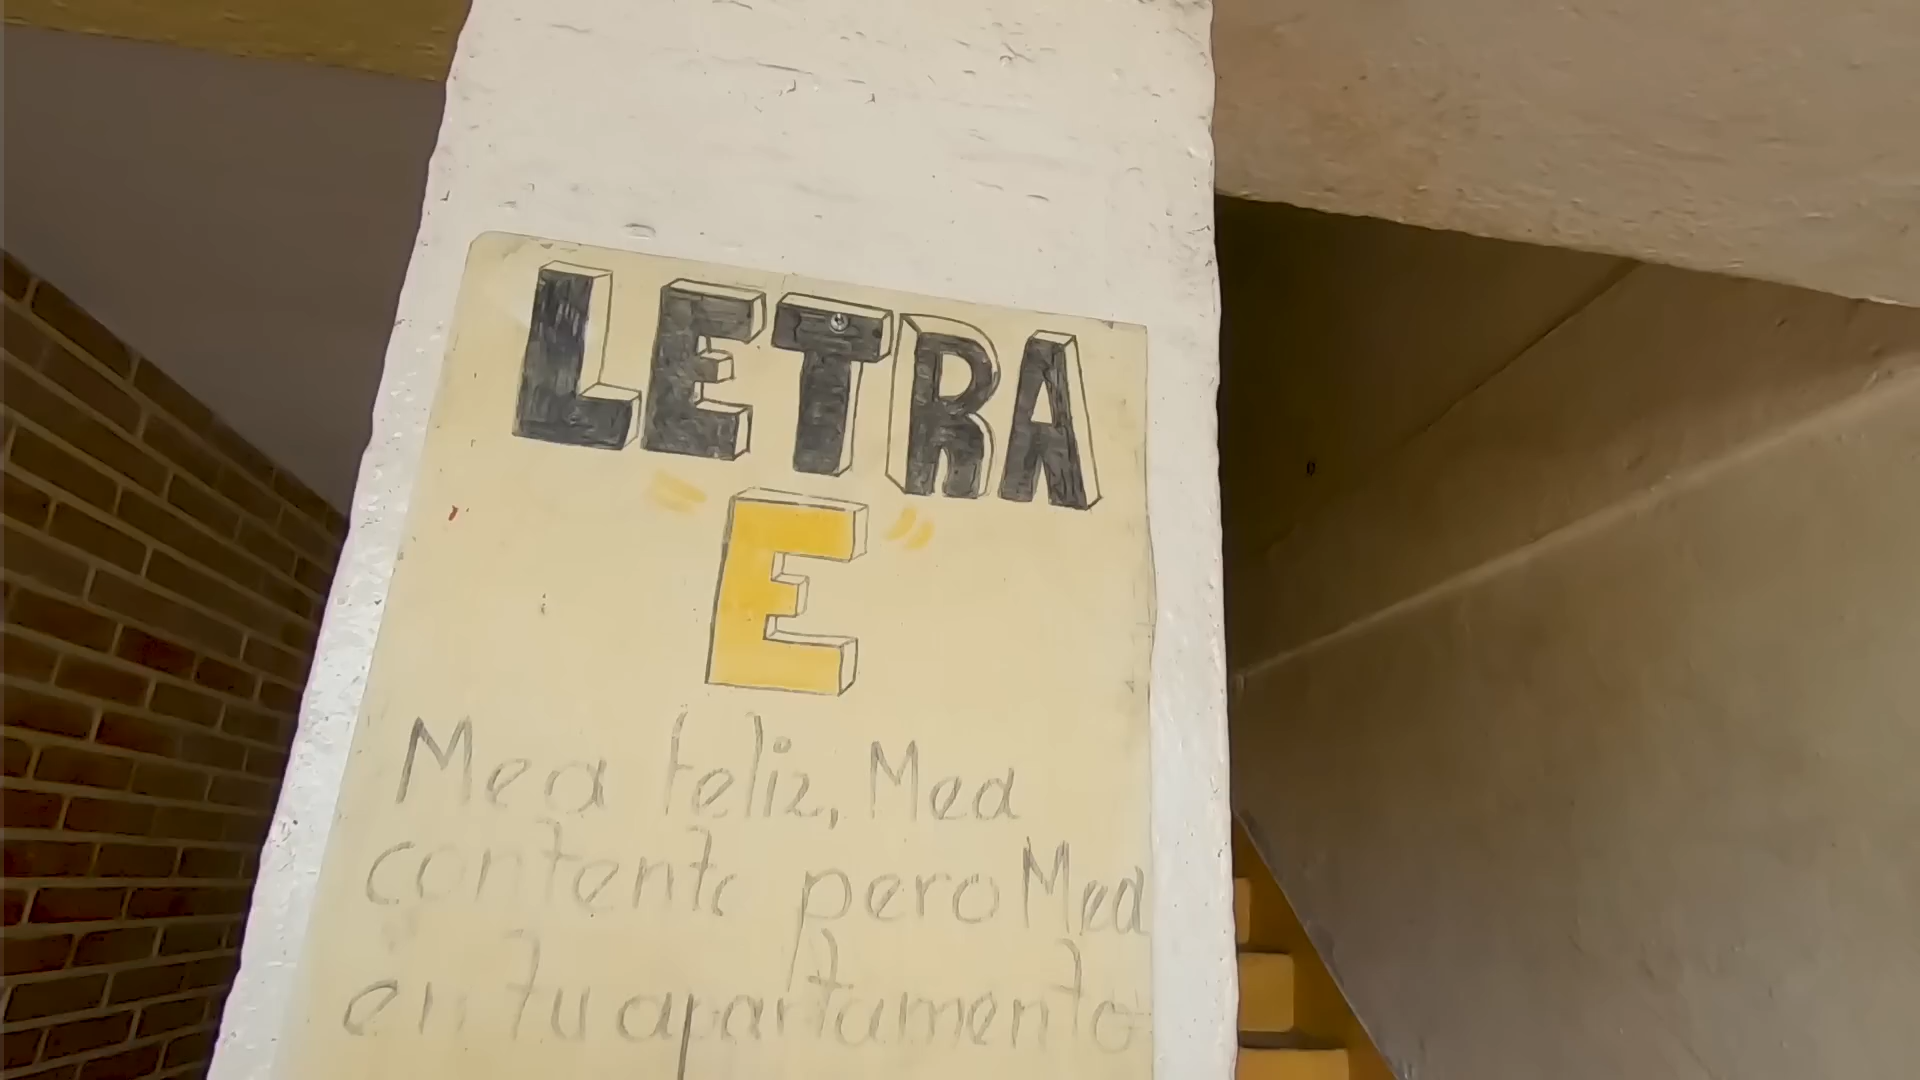 LETRA
E
Mea feliz, Mea
contento pero Mea
en tu apartamento